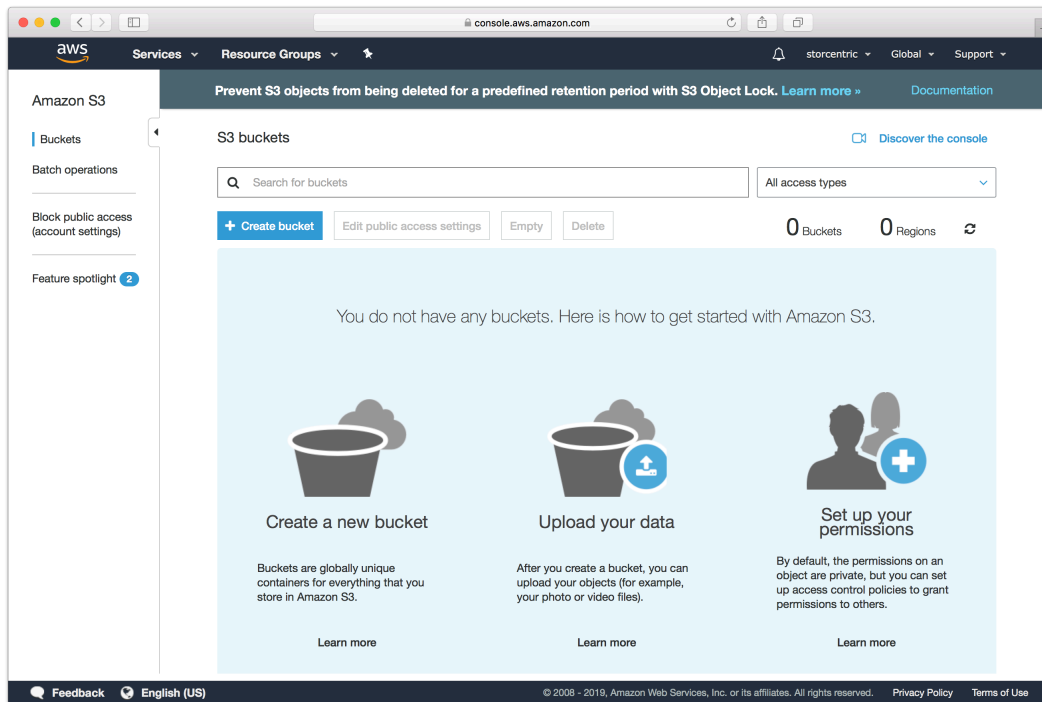 console.aws.amazon.com
aws Services Resource Groups storcentric Global Support
Amazon S3
Buckets
Batch operations
Block public access
(account settings)
Feature spotlight 2
Prevent S3 objects from being deleted for a predefined retention period with S3 Object Lock. Learn more » Documentation
S3 buckets Discover the console
Search for buckets All access types
Create bucket Edit public access settings Empty Delete 0 Buckets 0 Regions
You do not have any buckets. Here is how to get started with Amazon S3.
Create a new bucket
Buckets are globally unique
containers for everything that you
store in Amazon S3.
Learn more
Upload your data
After you create a bucket, you can
upload your objects (for example,
your photo or video files).
Learn more
Set up your
permissions
By default, the permissions on an
object are private, but you can set
up access control policies to grant
permissions to others.
Learn more
Feedback English (US) © 2008 - 2019, Amazon Web Services, Inc. or its affiliates. All rights reserved. Privacy Policy Terms of Use